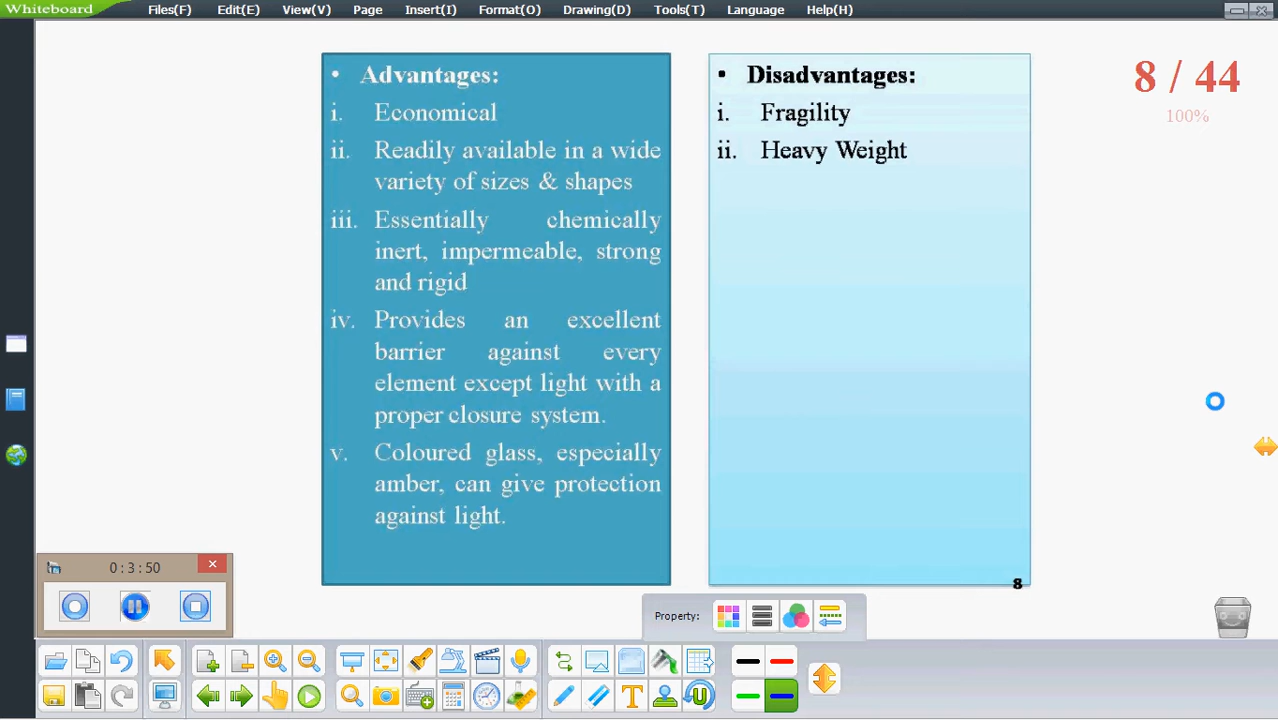 Whiteboard Files(F) Edit(E) View(V) Page Insert(I) Format(O) Drawing(D) Tools(T) Language Help(H)
• Advantages:
i. Economical
ii. Readily available in a wide
variety of sizes & shapes
iii. Essentially chemically
inert, impermeable, strong
and rigid
iv. Provides an excellent
barrier against every
element except light with a
proper closure system.
v. Coloured glass, especially
amber, can give protection
against light.
• Disadvantages:
i. Fragility
ii. Heavy Weight
8
8 / 44
100%
0 : 3 : 50
Property: